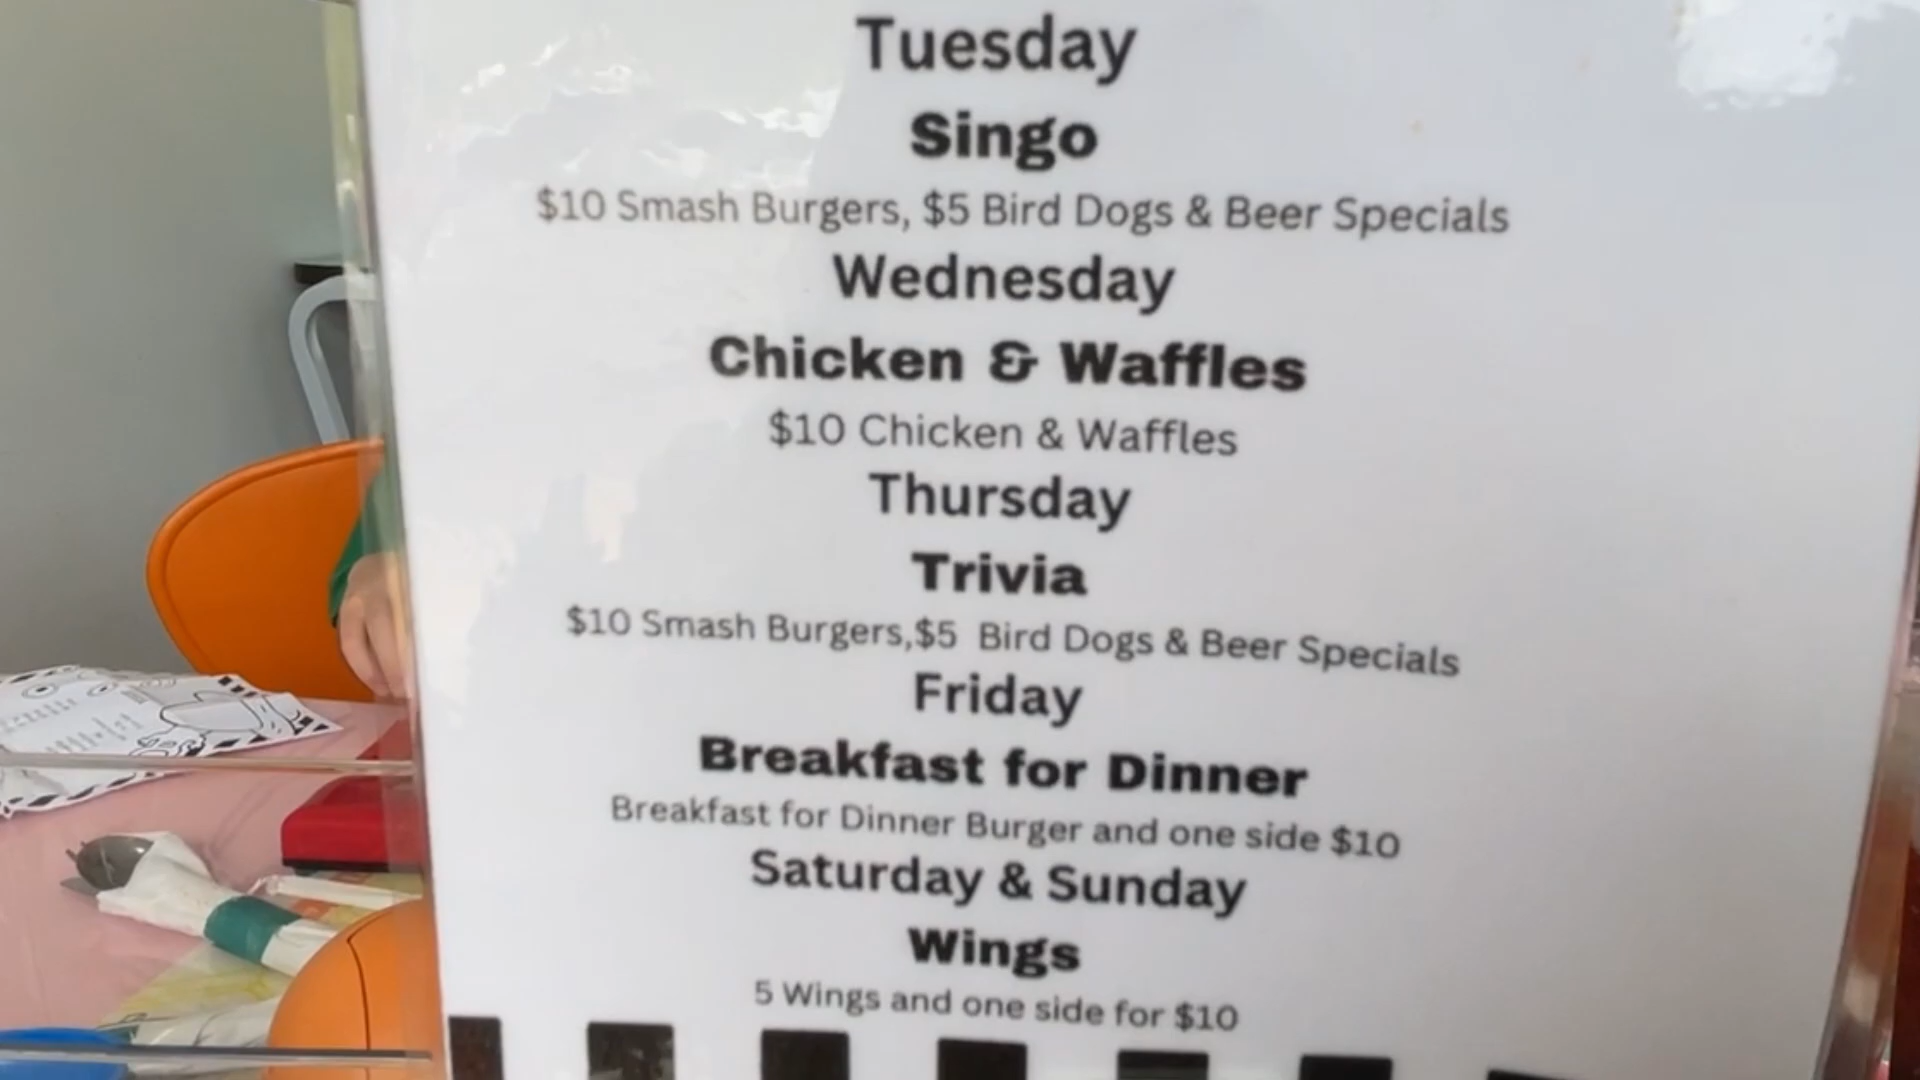 Tuesday
Singo
$10 Smash Burgers, $5 Bird Dogs & Beer Specials
Wednesday
Chicken & Waffles
$10 Chicken & Waffles
Thursday
Trivia
$10 Smash Burgers,$5 Bird Dogs & Beer Specials
Friday
Breakfast for Dinner
Breakfast for Dinner Burger and one side $10
Saturday & Sunday
Wings
5 Wings and one side for $10